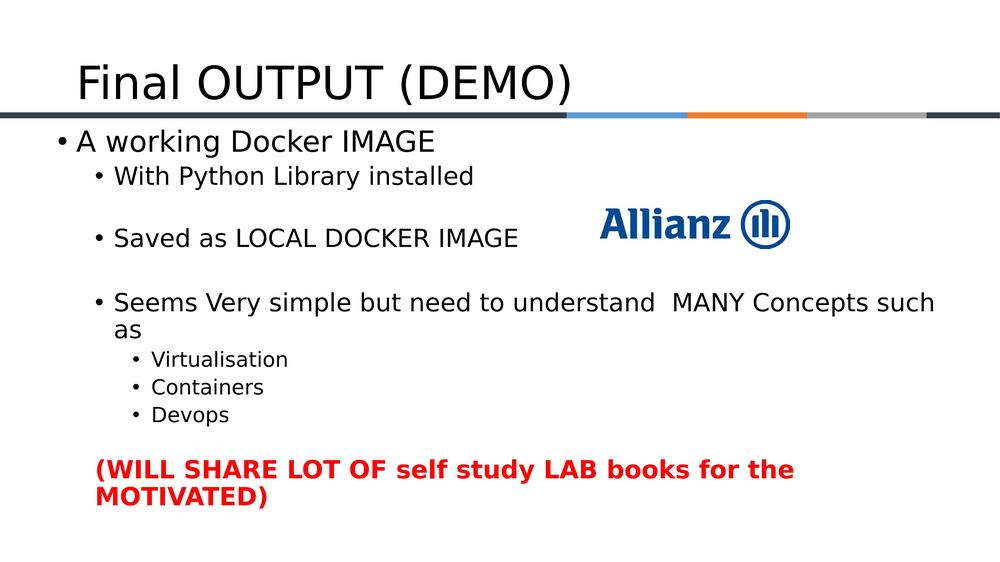 Final OUTPUT (DEMO)
• A working Docker IMAGE
• With Python Library installed
• Saved as LOCAL DOCKER IMAGE
Allianz
• Seems Very simple but need to understand  MANY Concepts such
as
• Virtualisation
• Containers
• Devops
(WILL SHARE LOT OF self study LAB books for the
MOTIVATED)